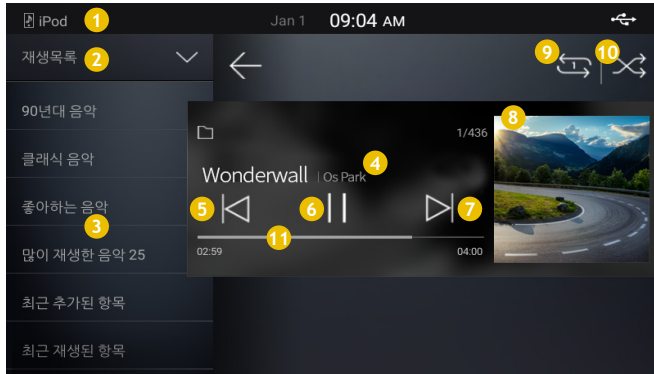 iPod 1
Jan 1 09:04 AM
재생목록 2
9 1 10
90년대 음악
클래식 음악
좋아하는 음악
3
많이 재생한 음악 25
최근 추가된 항목
최근 재생된 항목
1/436
8
Wonderwall | Os Park 4
5 6 7
11
02:59 04:00